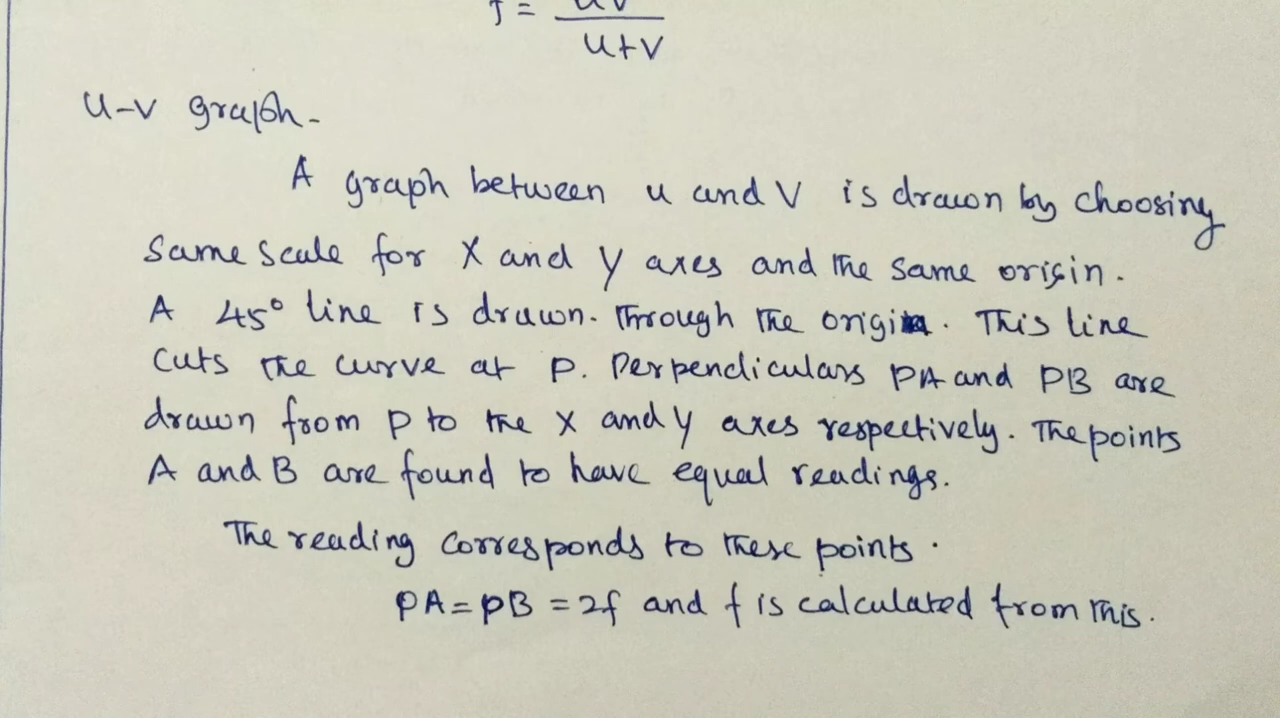 f = uv
u+v
u-v graph-
A graph between u and v is drawn by choosing
same scale for X and Y axes and the same origin.
A 45° line is drawn. Through the origin. This line
cuts the curve at P. Perpendiculars PA and PB are
drawn from P to the X and Y axes respectively. The points
A and B are found to have equal readings.
The reading corresponds to these points.
PA=PB=2f and f is calculated from this.